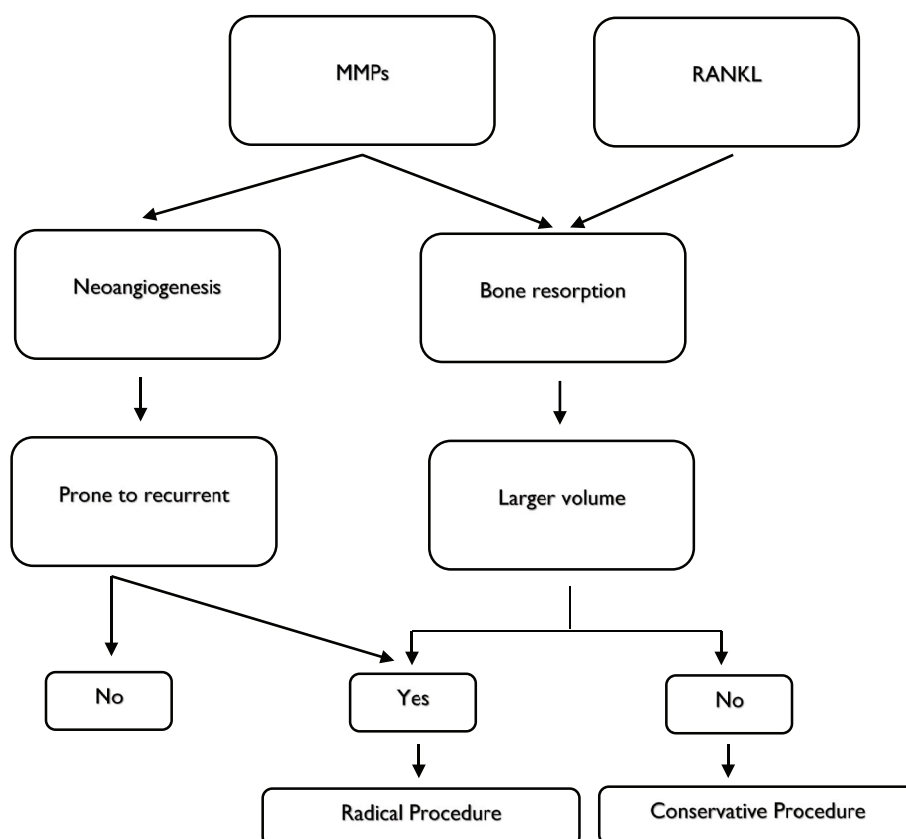 MMPs
RANKL
Neoangiogenesis
Bone resorption
Prone to recurrent
Larger volume
No
Yes
No
Radical Procedure
Conservative Procedure